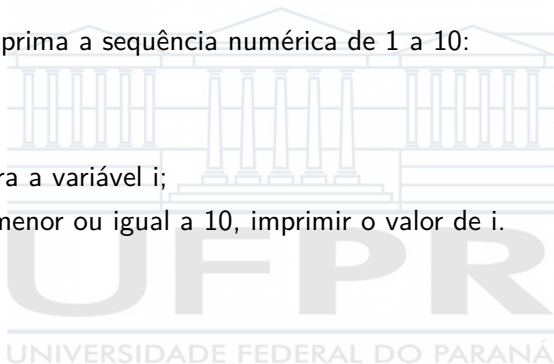 prima a sequência numérica de 1 a 10:
ra a variável i;
menor ou igual a 10, imprimir o valor de i.
UFPR
UNIVERSIDADE FEDERAL DO PARANÁ